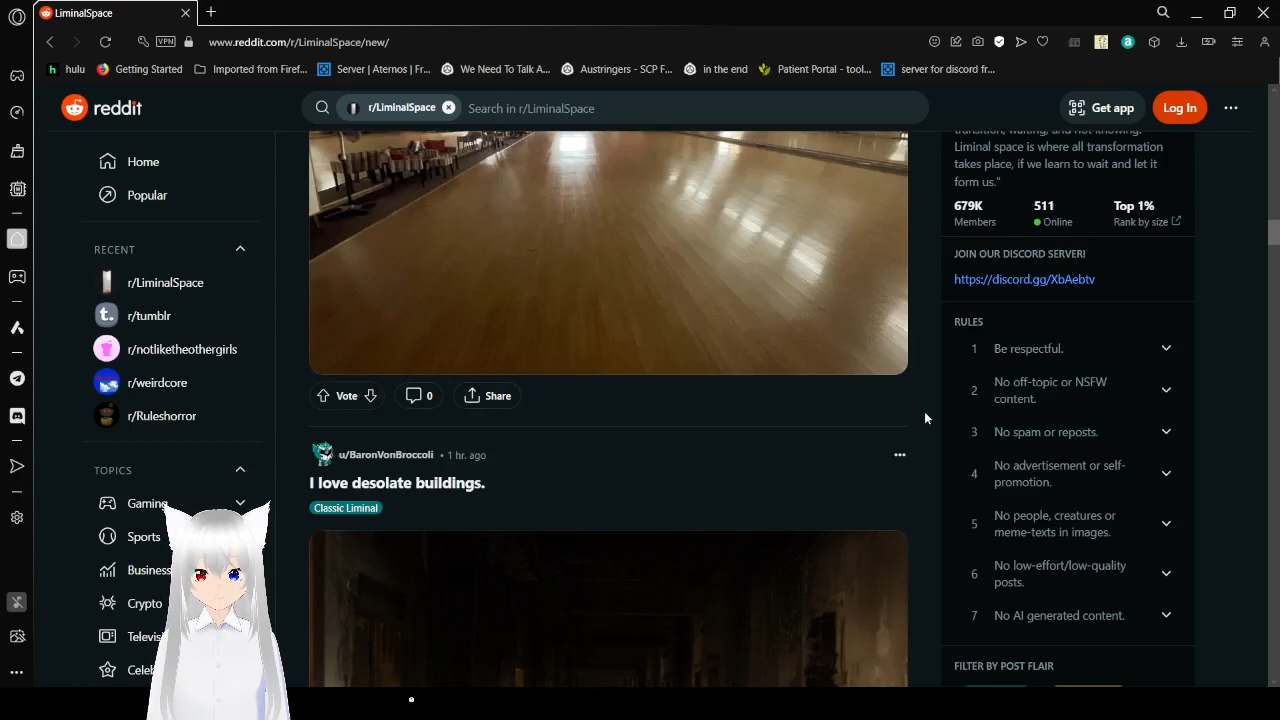 LiminalSpace
VPN
www.reddit.com/r/LiminalSpace/new/
hulu
Getting Started
Imported from Firef...
Server | Aternos | Fr...
We Need To Talk A...
Austringers - SCP F...
in the end
Patient Portal - tool...
server for discord fr...
reddit
r/LiminalSpace
Search in r/LiminalSpace
Get app
Log In
Home
Popular
RECENT
r/LiminalSpace
r/tumblr
r/notliketheothergirls
r/weirdcore
r/Ruleshorror
TOPICS
Gaming
Sports
Business
Crypto
Televisi
Celeb
Vote
0
Share
u/BaronVonBroccoli • 1 hr. ago
I love desolate buildings.
Classic Liminal
transition, waiting, and not knowing.
Liminal space is where all transformation
takes place, if we learn to wait and let it
form us."
679K 511 Top 1%
Members Online Rank by size
JOIN OUR DISCORD SERVER!
https://discord.gg/XbAebtv
RULES
1 Be respectful.
2 No off-topic or NSFW
content.
3 No spam or reposts.
4 No advertisement or self-
promotion.
5 No people, creatures or
meme-texts in images.
6 No low-effort/low-quality
posts.
7 No AI generated content.
FILTER BY POST FLAIR